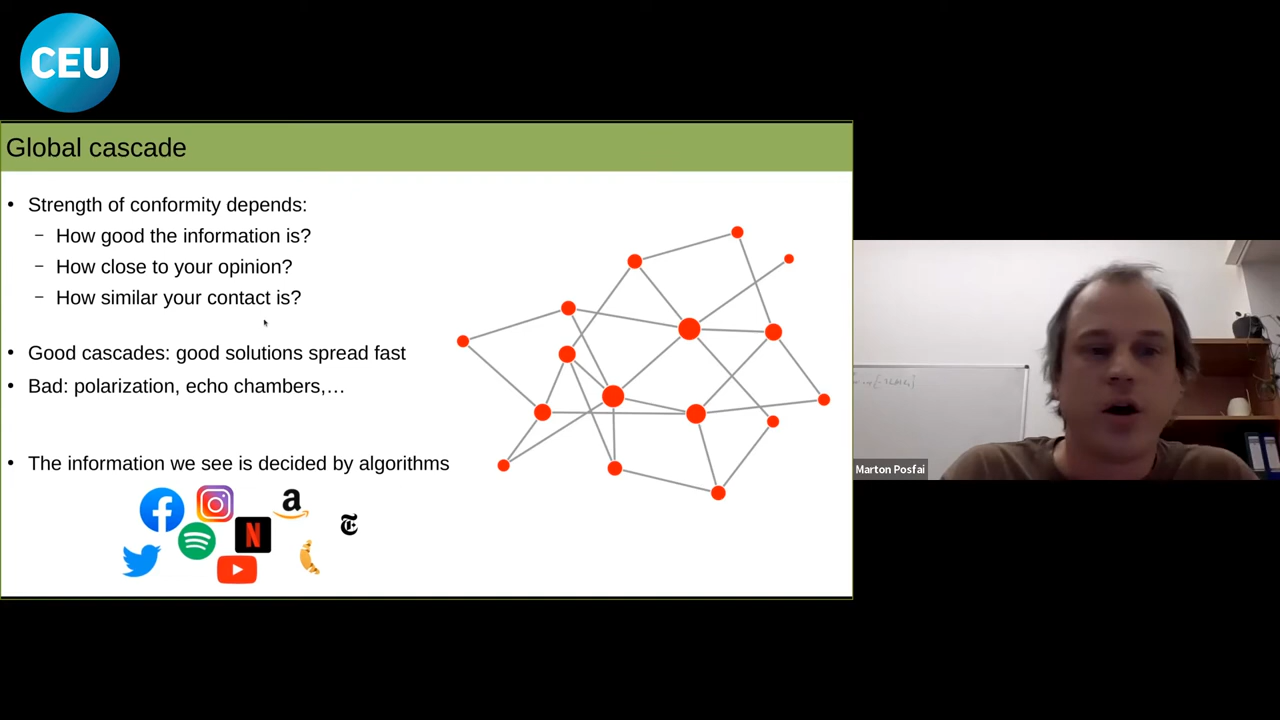 CEU
Global cascade
• Strength of conformity depends:
– How good the information is?
– How close to your opinion?
– How similar your contact is?
• Good cascades: good solutions spread fast
• Bad: polarization, echo chambers,…
• The information we see is decided by algorithms
Marton Posfai